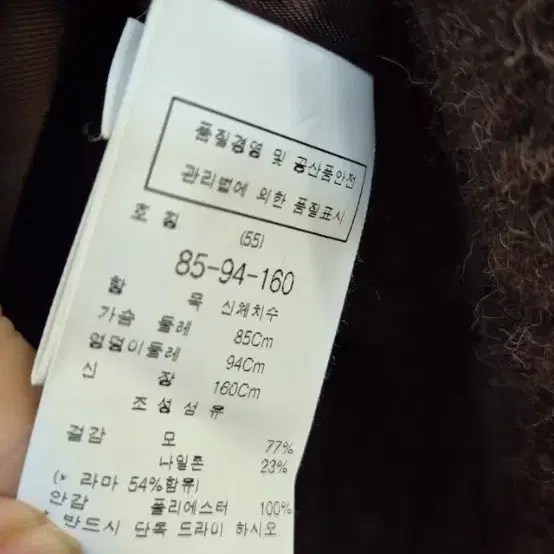 품질경영 및 공산품안전
관리법에 의한 품질표시
호 칭
(55)
85-94-160
항 목 신체치수
가슴 둘레 85Cm
엉덩이둘레 94Cm
신 장 160Cm
조성섬유
겉감 모 77%
나일론 23%
(* 라마 54%함유)
안감 폴리에스터 100%
* 반드시 단독 드라이 하시오